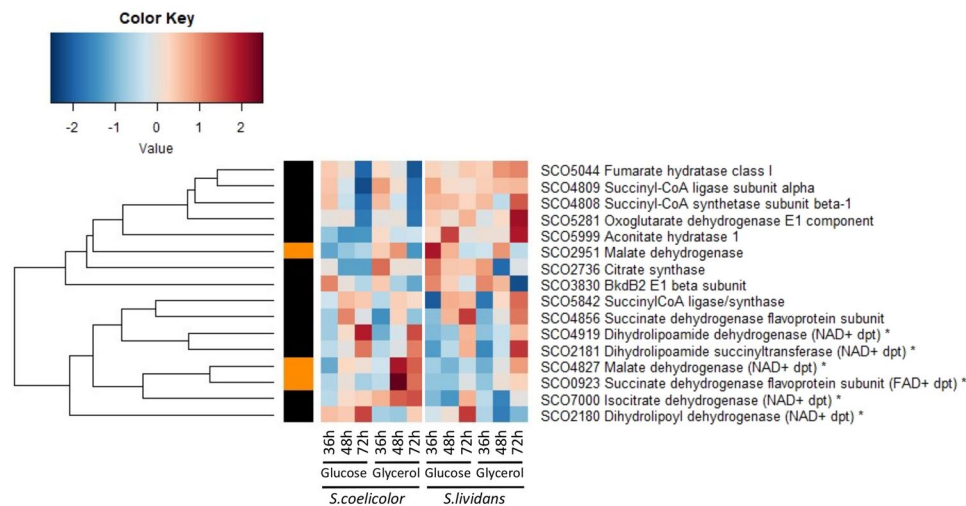 Color Key
-2 -1 0 1 2
Value
SCO5044 Fumarate hydratase class I
SCO4809 Succinyl-CoA ligase subunit alpha
SCO4808 Succinyl-CoA synthetase subunit beta-1
SCO5281 Oxoglutarate dehydrogenase E1 component
SCO5999 Aconitate hydratase 1
SCO2951 Malate dehydrogenase
SCO2736 Citrate synthase
SCO3830 BkdB2 E1 beta subunit
SCO5842 SuccinylCoA ligase/synthase
SCO4856 Succinate dehydrogenase flavoprotein subunit
SCO4919 Dihydrolipoamide dehydrogenase (NAD+ dpt) *
SCO2181 Dihydrolipoamide succinyltransferase (NAD+ dpt) *
SCO4827 Malate dehydrogenase (NAD+ dpt) *
SCO0923 Succinate dehydrogenase flavoprotein subunit (FAD+ dpt) *
SCO7000 Isocitrate dehydrogenase (NAD+ dpt) *
SCO2180 Dihydrolipoyl dehydrogenase (NAD+ dpt) *
36h 48h 72h 36h 48h 72h 36h 48h 72h 36h 48h 72h
Glucose Glycerol Glucose Glycerol
S.coelicolor S.lividans